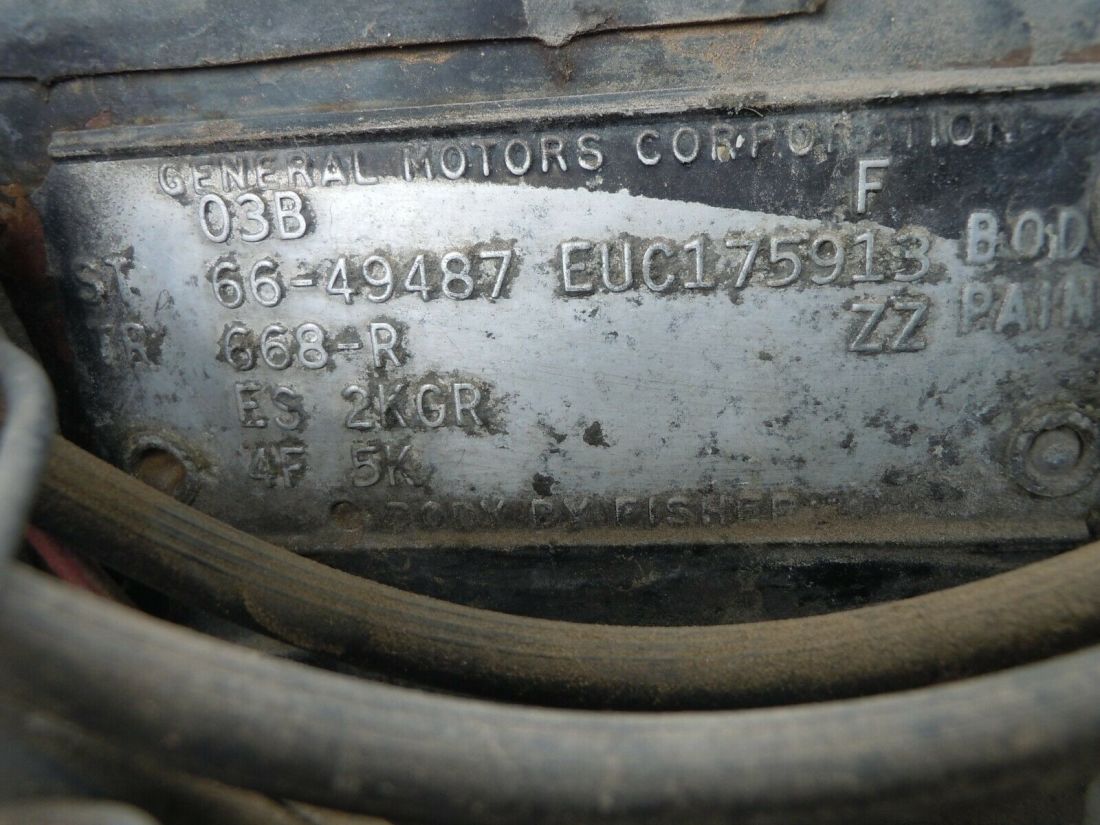 GENERAL MOTORS CORPORATION
03B F
ST 66-49487 EUC175913 BOD
TR 668-R ZZ PAIN
ES 2KGR
4F 5K
BODY BY FISHER